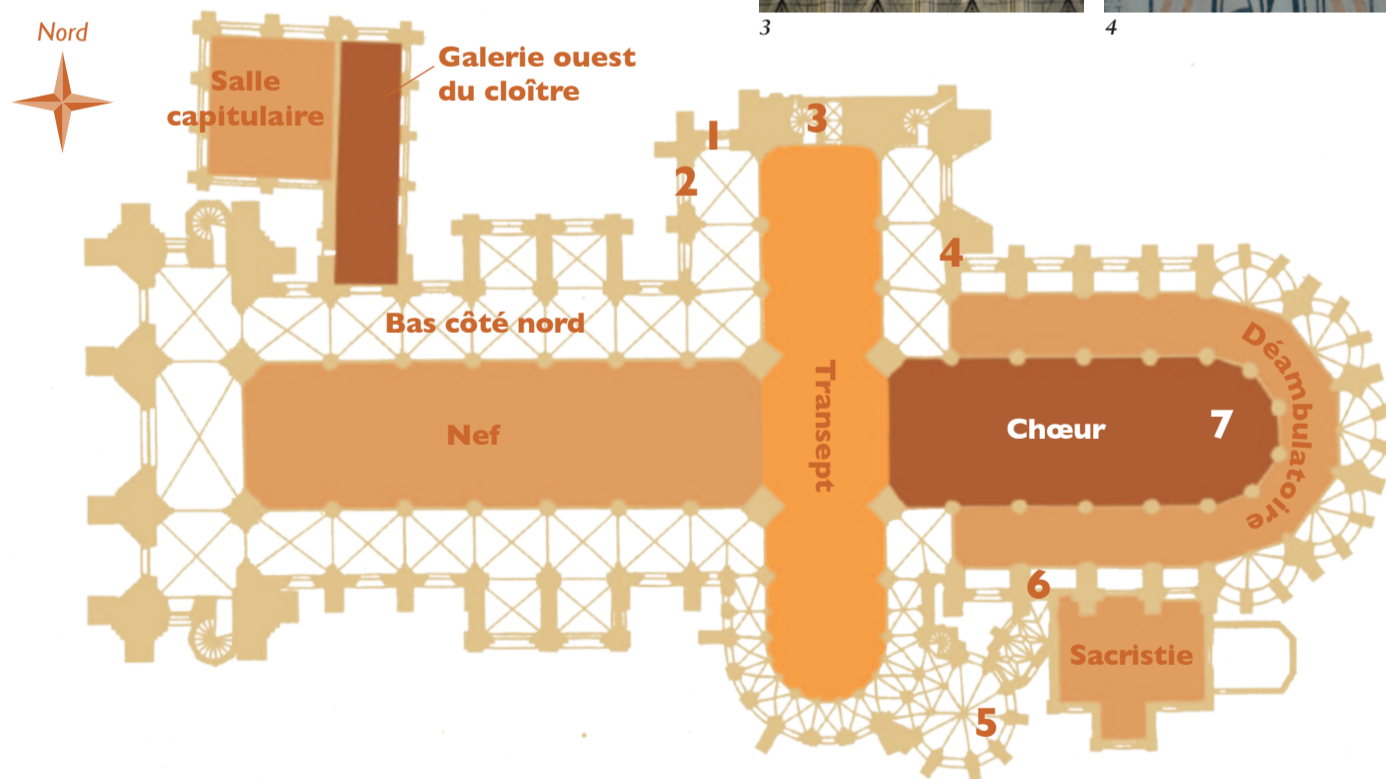 3
4
Nord
Galerie ouest
du cloître
Salle
capitulaire
1
3
2
4
Bas côté nord
Déambulatoire
Transept
Nef
Chœur
7
6
Sacristie
5